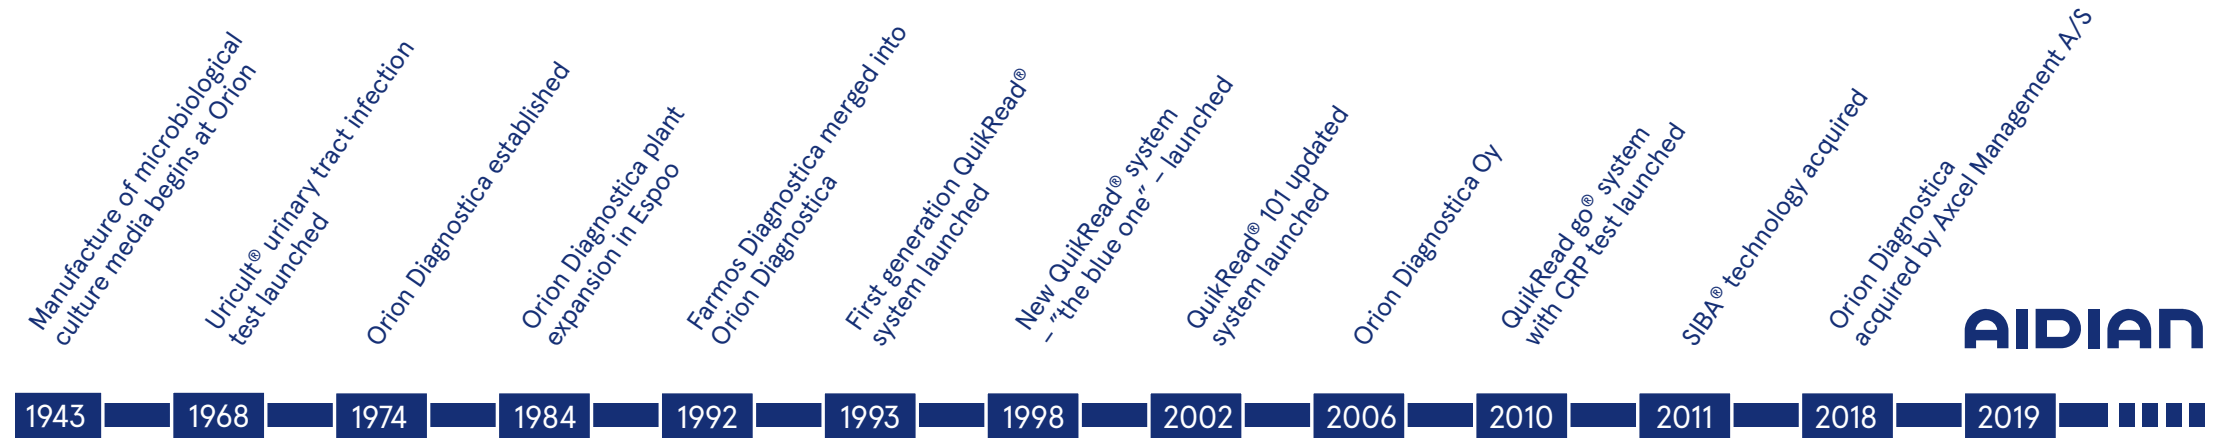 Manufacture of microbiological
culture media begins at Orion
Uricult® urinary tract infection
test launched
Orion Diagnostica established
Orion Diagnostica plant
expansion in Espoo
Farmos Diagnostica merged into
Orion Diagnostica
First generation QuikRead®
system launched
New QuikRead® system
– ”the blue one” – launched
QuikRead® 101 updated
system launched
Orion Diagnostica Oy
QuikRead go® system
with CRP test launched
SIBA® technology acquired
Orion Diagnostica
acquired by Axcel Management A/S
AIDIAN
1943 1968 1974 1984 1992 1993 1998 2002 2006 2010 2011 2018 2019